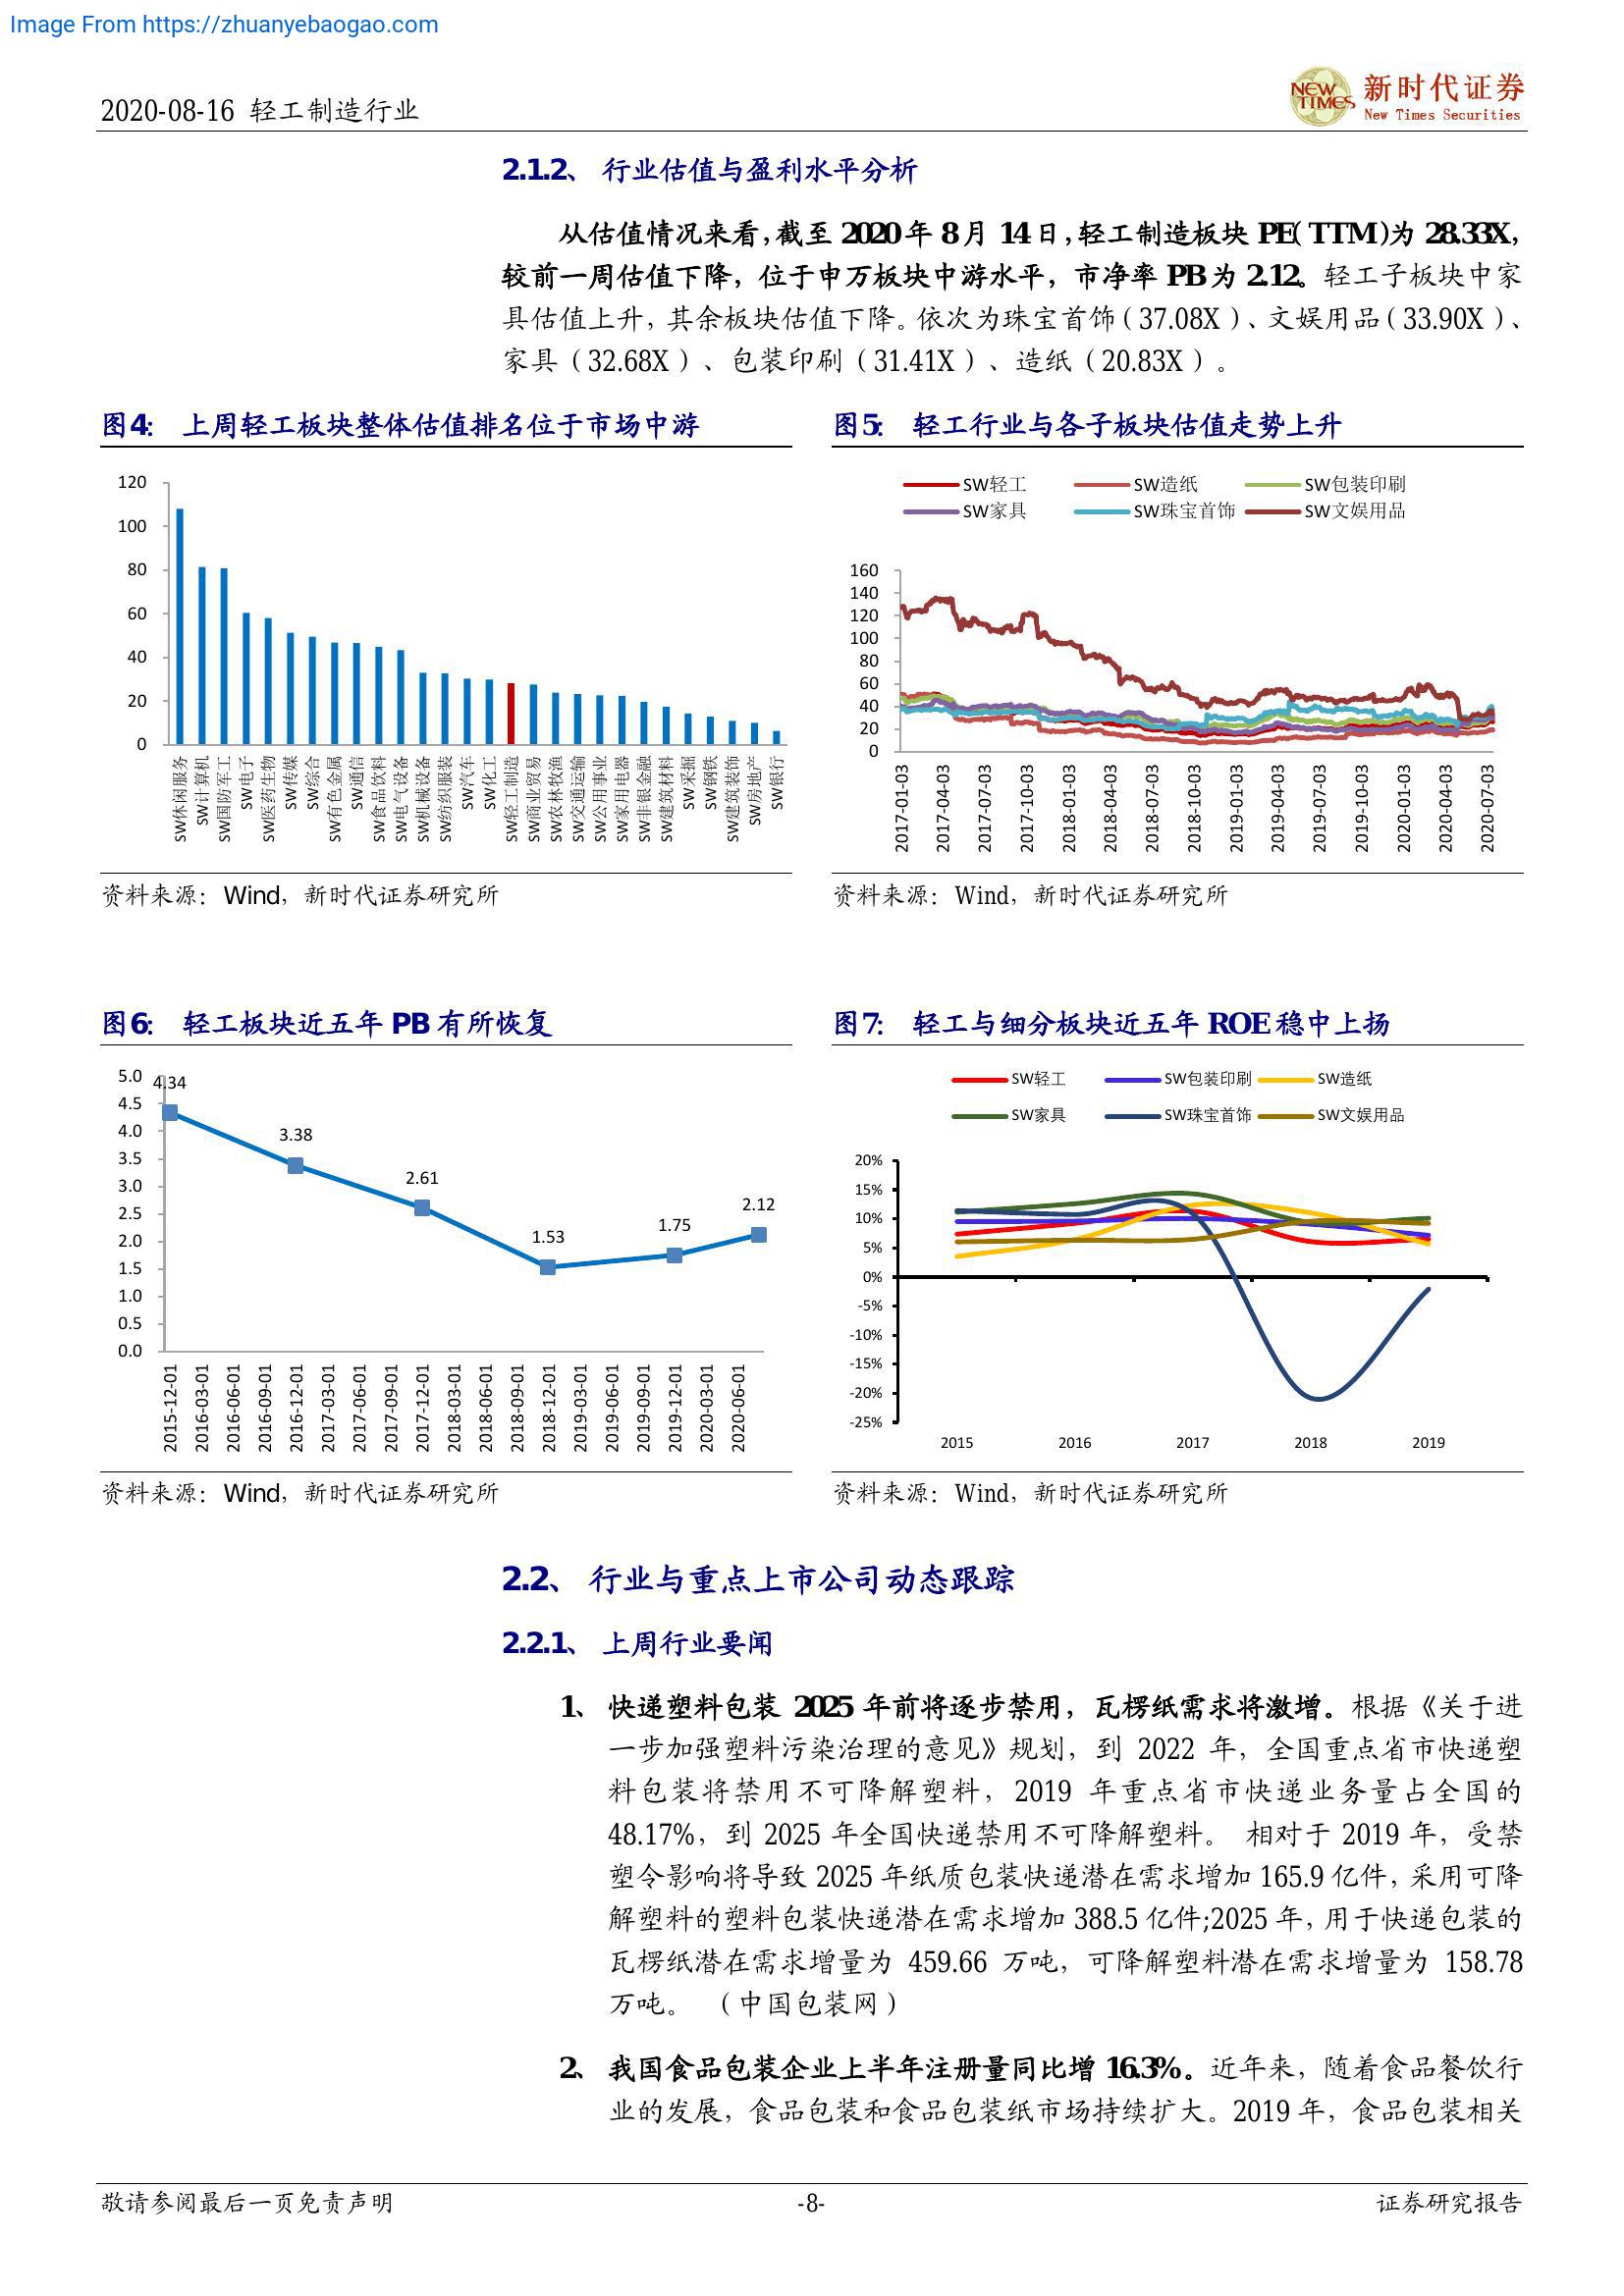 Image From https://zhuanyebaogao.com
2020-08-16 轻工制造行业
NEW TIMES
新时代证券
New Times Securities
2.1.2、 行业估值与盈利水平分析
从估值情况来看，截至 2020 年 8 月 14 日，轻工制造板块 PE（TTM)为 28.33X，
较前一周估值下降，位于申万板块中游水平，市净率 PB 为 2.12。轻工子板块中家
具估值上升，其余板块估值下降。依次为珠宝首饰（37.08X）、文娱用品（33.90X）、
家具（32.68X）、包装印刷（31.41X）、造纸（20.83X）。
图4： 上周轻工板块整体估值排名位于市场中游
120
100
80
60
40
20
0
SW休闲服务
SW计算机
SW国防军工
SW电子
SW医药生物
SW传媒
SW综合
SW有色金属
SW通信
SW食品饮料
SW电气设备
SW机械设备
SW纺织服装
SW汽车
SW化工
SW轻工制造
SW商业贸易
SW农林牧渔
SW交通运输
SW公用事业
SW家用电器
SW非银金融
SW建筑材料
SW采掘
SW钢铁
SW建筑装饰
SW房地产
SW银行
资料来源：Wind，新时代证券研究所
图5： 轻工行业与各子板块估值走势上升
SW轻工 SW造纸 SW包装印刷
SW家具 SW珠宝首饰 SW文娱用品
160
140
120
100
80
60
40
20
0
2017-01-03
2017-04-03
2017-07-03
2017-10-03
2018-01-03
2018-04-03
2018-07-03
2018-10-03
2019-01-03
2019-04-03
2019-07-03
2019-10-03
2020-01-03
2020-04-03
2020-07-03
资料来源：Wind，新时代证券研究所
图6： 轻工板块近五年 PB 有所恢复
5.0
4.5
4.0
3.5
3.0
2.5
2.0
1.5
1.0
0.5
0.0
4.34
3.38
2.61
1.53
1.75
2.12
2015-12-01
2016-03-01
2016-06-01
2016-09-01
2016-12-01
2017-03-01
2017-06-01
2017-09-01
2017-12-01
2018-03-01
2018-06-01
2018-09-01
2018-12-01
2019-03-01
2019-06-01
2019-09-01
2019-12-01
2020-03-01
2020-06-01
资料来源：Wind，新时代证券研究所
图7： 轻工与细分板块近五年 ROE 稳中上扬
SW轻工 SW包装印刷 SW造纸
SW家具 SW珠宝首饰 SW文娱用品
20%
15%
10%
5%
0%
-5%
-10%
-15%
-20%
-25%
2015 2016 2017 2018 2019
资料来源：Wind，新时代证券研究所
2.2、 行业与重点上市公司动态跟踪
2.2.1、 上周行业要闻
1、 快递塑料包装 2025 年前将逐步禁用，瓦楞纸需求将激增。根据《关于进
一步加强塑料污染治理的意见》规划，到 2022 年，全国重点省市快递塑
料包装将禁用不可降解塑料，2019 年重点省市快递业务量占全国的
48.17%，到 2025 年全国快递禁用不可降解塑料。 相对于 2019 年，受禁
塑令影响将导致 2025 年纸质包装快递潜在需求增加 165.9 亿件，采用可降
解塑料的塑料包装快递潜在需求增加 388.5 亿件;2025 年，用于快递包装的
瓦楞纸潜在需求增量为 459.66 万吨，可降解塑料潜在需求增量为 158.78
万吨。 （中国包装网）
2、 我国食品包装企业上半年注册量同比增 16.3%。近年来，随着食品餐饮行
业的发展，食品包装和食品包装纸市场持续扩大。2019 年，食品包装相关
敬请参阅最后一页免责声明
-8-
证券研究报告